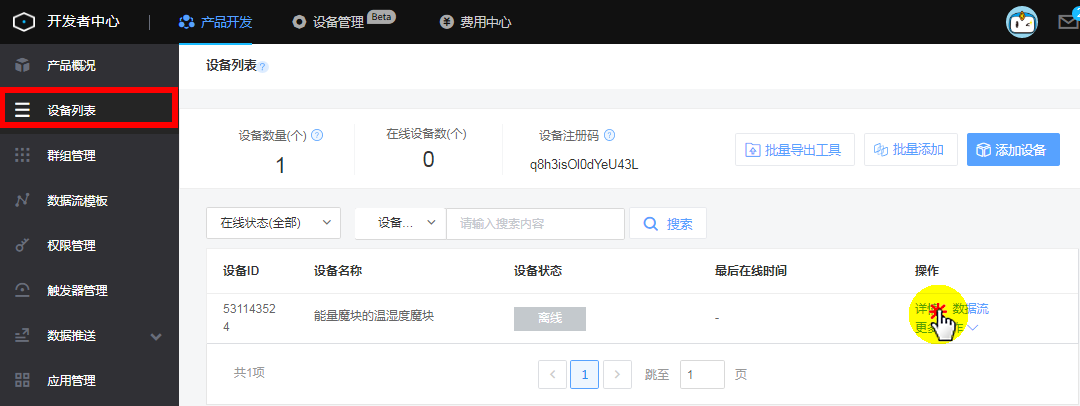 开发者中心 产品开发 设备管理 Beta 费用中心
产品概况
设备列表
群组管理
数据流模板
权限管理
触发器管理
数据推送
应用管理
设备列表 ?
设备数量(个) ? 在线设备数(个) 设备注册码 ?
1 0 q8h3isOl0dYeU43L
批量导出工具 批量添加 添加设备
在线状态(全部) 设备... 请输入搜索内容 搜索
设备ID 设备名称 设备状态 最后在线时间 操作
53114352 能量魔块的温湿度魔块 离线 - 详情 数据流
4 更多 作
共1项 1 跳至 1 页